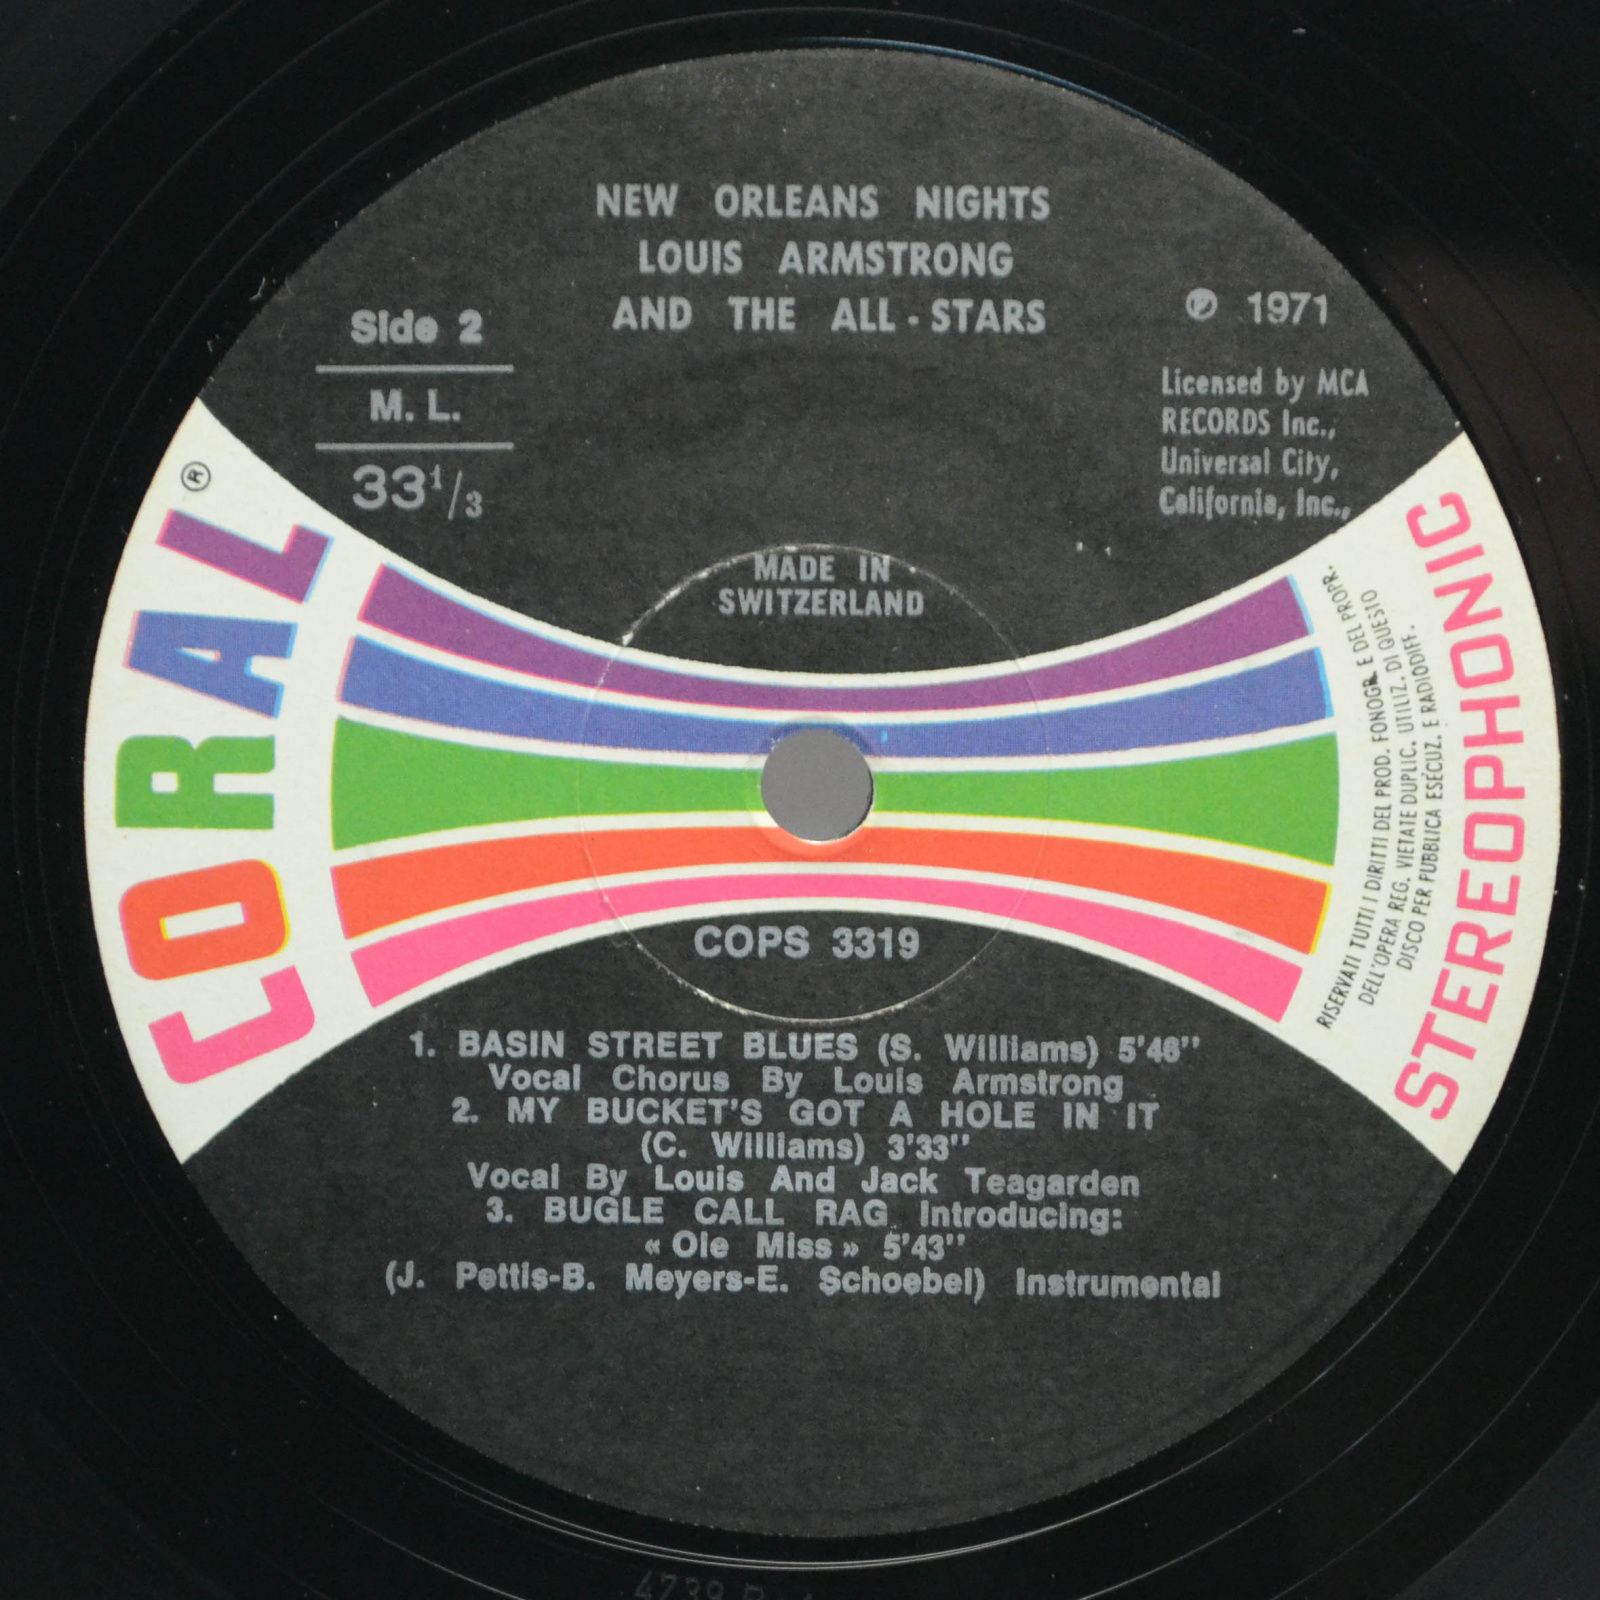 NEW ORLEANS NIGHTS
LOUIS ARMSTRONG
AND THE ALL-STARS
Side 2
M. L.
33 1/3
℗ 1971
Licensed by MCA
RECORDS Inc.,
Universal City,
California, Inc.,
MADE IN
SWITZERLAND
CORAL®
RISERVATI TUTTI I DIRITTI DEL PROD. FONOGR. E DEL PROPR.
DELL'OPERA REG. VIETATE DUPLIC. UTILIZ. DI QUESTO
DISCO PER PUBBLICA ESECUZ. E RADIODIFF.
STEREOPHONIC
COPS 3319
1. BASIN STREET BLUES (S. Williams) 5'46"
Vocal Chorus By Louis Armstrong
2. MY BUCKET'S GOT A HOLE IN IT
(C. Williams) 3'33"
Vocal By Louis And Jack Teagarden
3. BUGLE CALL RAG Introducing:
«Ole Miss» 5'43"
(J. Pettis-B. Meyers-E. Schoebel) Instrumental